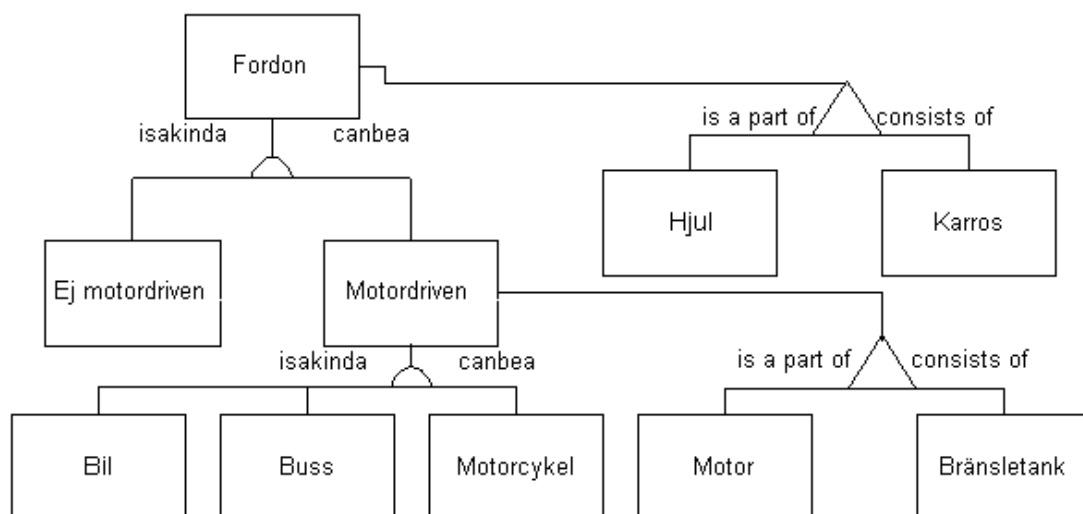 Fordon
isakinda canbea
is a part of consists of
Hjul Karros
Ej motordriven Motordriven
isakinda canbea
is a part of consists of
Bil Buss Motorcykel Motor Bränsletank